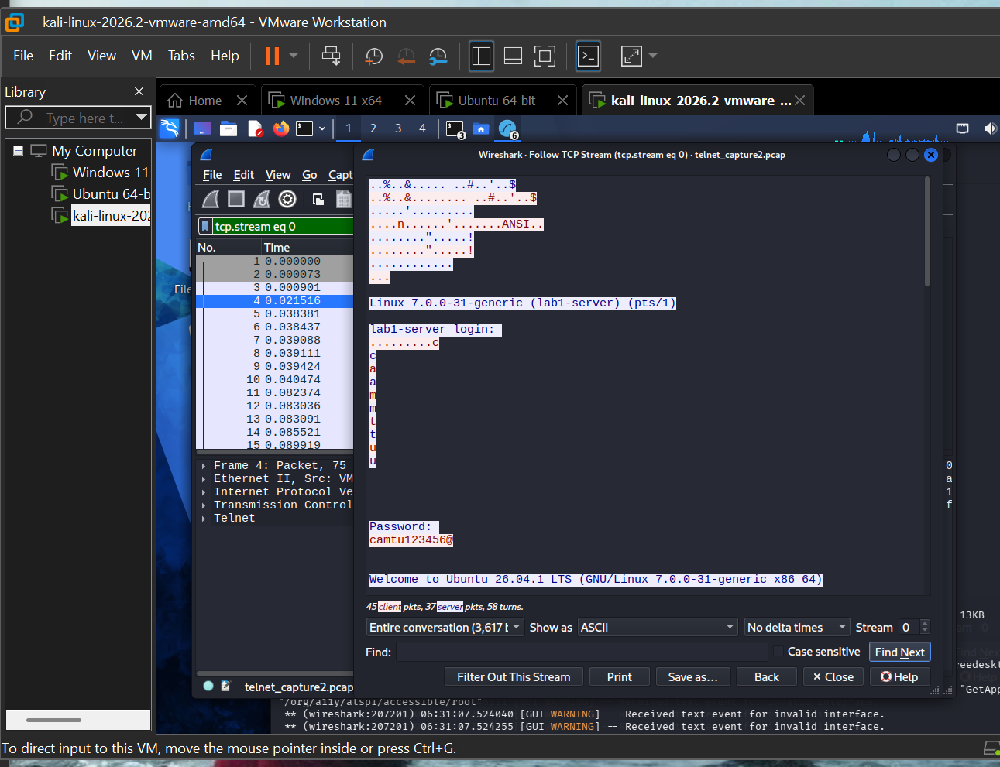 kali-linux-2026.2-vmware-amd64 - VMware Workstation
File Edit View VM Tabs Help
Library
Type here t...
My Computer
Windows 11
Ubuntu 64-b
kali-linux-202
Home
Windows 11 x64
Ubuntu 64-bit
kali-linux-2026.2-vmware-...
1 2 3 4
3
6
File
File Edit View Go Capt
tcp.stream eq 0
No. Time
1 0.000000
2 0.000073
3 0.000901
4 0.021516
5 0.038381
6 0.038437
7 0.039088
8 0.039111
9 0.039424
10 0.040474
11 0.082374
12 0.083036
13 0.083091
14 0.085521
15 0.089919
Frame 4: Packet, 75
Ethernet II, Src: VM
Internet Protocol Ve
Transmission Control
Telnet
telnet_capture2.pcap
Wireshark · Follow TCP Stream (tcp.stream eq 0) · telnet_capture2.pcap
..%..&..... ..#..'..$
..%..&........ ..#..'..$
.....'.........
....n......'.......ANSI..
........".....!
........".....!
............
...
Linux 7.0.0-31-generic (lab1-server) (pts/1)
lab1-server login:
.........c
c
a
a
m
m
t
t
u
u
Password:
camtu123456@
Welcome to Ubuntu 26.04.1 LTS (GNU/Linux 7.0.0-31-generic x86_64)
45 client pkts, 37 server pkts, 58 turns.
Entire conversation (3,617 b Show as ASCII No delta times Stream 0
Find: Case sensitive Find Next
Filter Out This Stream Print Save as... Back × Close Help
0
a
1
f
13KB
reedeskt
"GetApp
"/org/a11y/atspi/accessible/root"
** (wireshark:207201) 06:31:07.524040 [GUI WARNING] -- Received text event for invalid interface.
** (wireshark:207201) 06:31:07.524255 [GUI WARNING] -- Received text event for invalid interface.
To direct input to this VM, move the mouse pointer inside or press Ctrl+G.